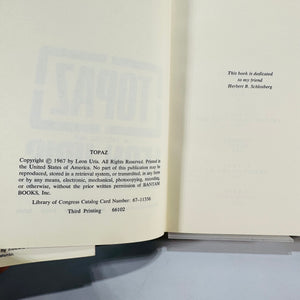 TOPAZ
Copyright © 1967 by Leon Uris. All Rights Reserved. Printed in
the United States of America. No part of this publication may be
reproduced, stored in a retrieval system, or transmitted, in any form
or by any means, electronic, mechanical, photocopying, recording,
or otherwise, without the prior written permission of BANTAM
BOOKS, INC.
Library of Congress Catalog Card Number: 67-11356
Third Printing 66102
This book is dedicated
to my friend
Herbert B. Schlosberg
TOPAZ